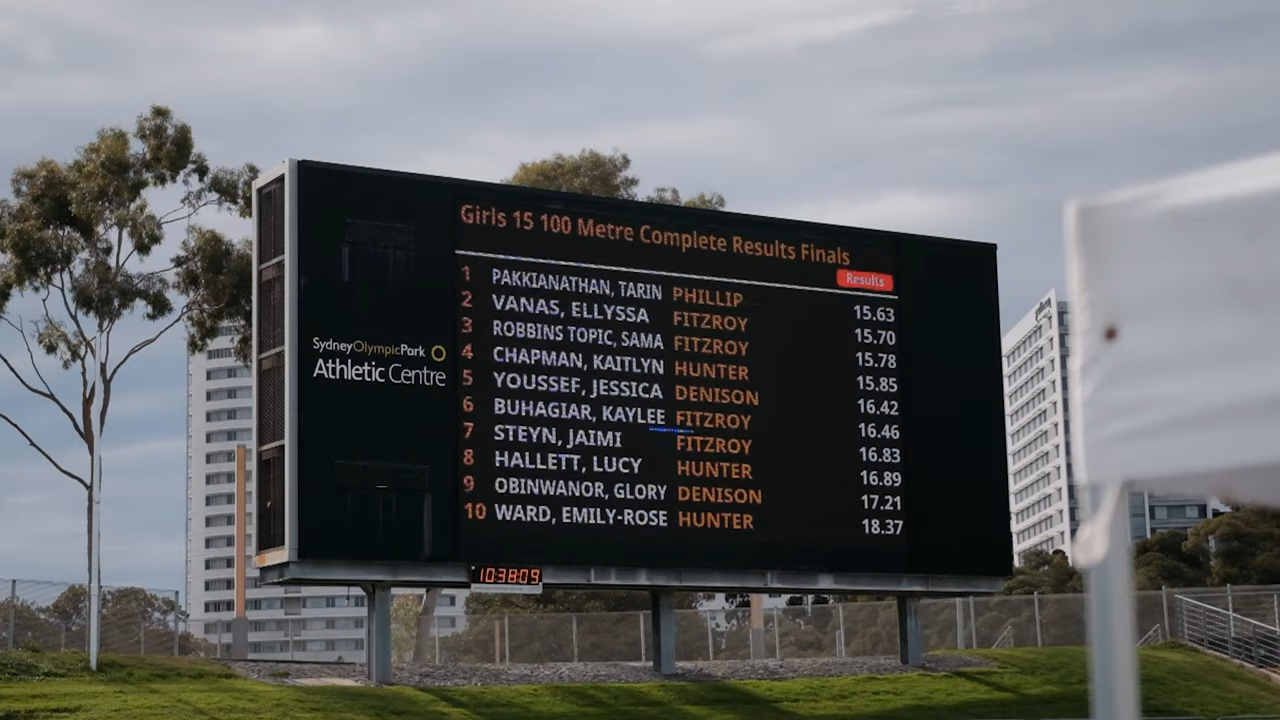 Girls 15 100 Metre Complete Results Finals
Results
1 PAKKIANATHAN, TARIN PHILLIP 15.63
2 VANAS, ELLYSSA FITZROY 15.70
3 ROBBINS TOPIC, SAMA FITZROY 15.78
4 CHAPMAN, KAITLYN HUNTER 15.85
5 YOUSSEF, JESSICA DENISON 16.42
6 BUHAGIAR, KAYLEE FITZROY 16.46
7 STEYN, JAIMI FITZROY 16.83
8 HALLETT, LUCY HUNTER 16.89
9 OBINWANOR, GLORY DENISON 17.21
10 WARD, EMILY-ROSE HUNTER 18.37
SydneyOlympicPark
Athletic Centre
10:38:09